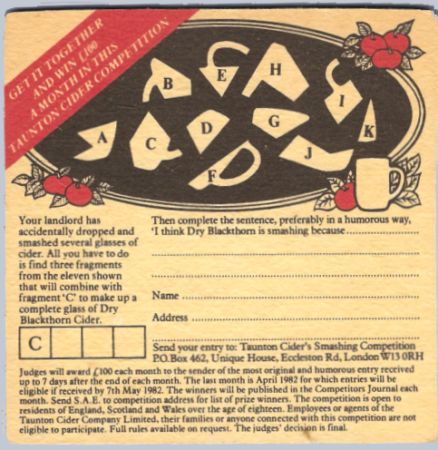 GET IT TOGETHER
AND WIN £100
A MONTH IN THIS
TAUNTON CIDER COMPETITION
B
E
H
I
A
C
D
G
K
F
J
Your landlord has
accidentally dropped and
smashed several glasses of
cider. All you have to do
is find three fragments
from the eleven shown
that will combine with
fragment 'C' to make up a
complete glass of Dry
Blackthorn Cider.
C
Then complete the sentence, preferably in a humorous way,
'I think Dry Blackthorn is smashing because
Name
Address
Send your entry to: Taunton Cider's Smashing Competition
P.O. Box 462, Unique House, Eccleston Rd, London W13 0RH
Judges will award £100 each month to the sender of the most original and humorous entry received
up to 7 days after the end of each month. The last month is April 1982 for which entries will be
eligible if received by 7th May 1982. The winners will be published in the Competitors Journal each
month. Send S.A.E. to competition address for list of prize winners. The competition is open to
residents of England, Scotland and Wales over the age of eighteen. Employees or agents of the
Taunton Cider Company Limited, their families or anyone connected with this competition are not
eligible to participate. Full rules available on request. The judges' decision is final.